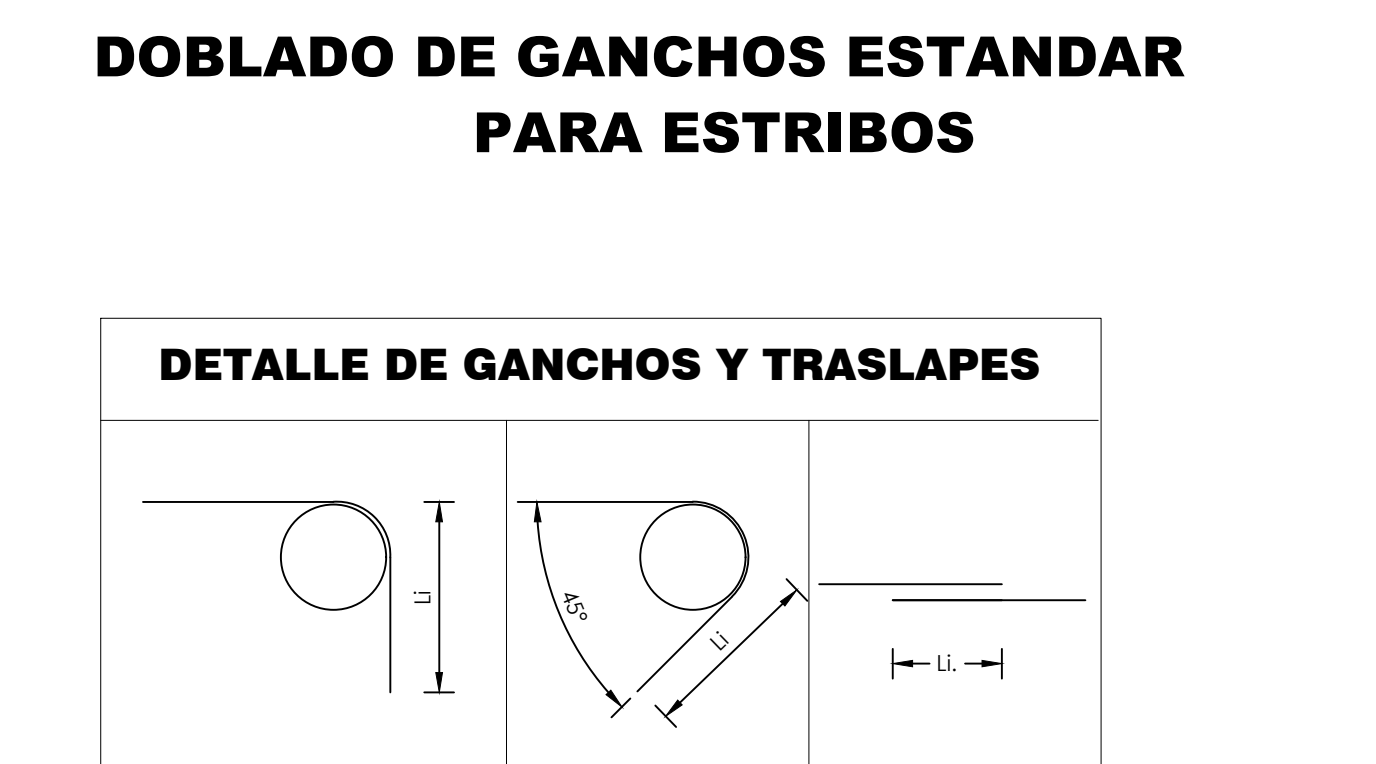 DOBLADO DE GANCHOS ESTANDAR
PARA ESTRIBOS
DETALLE DE GANCHOS Y TRASLAPES
Li
45°
Li
Li.